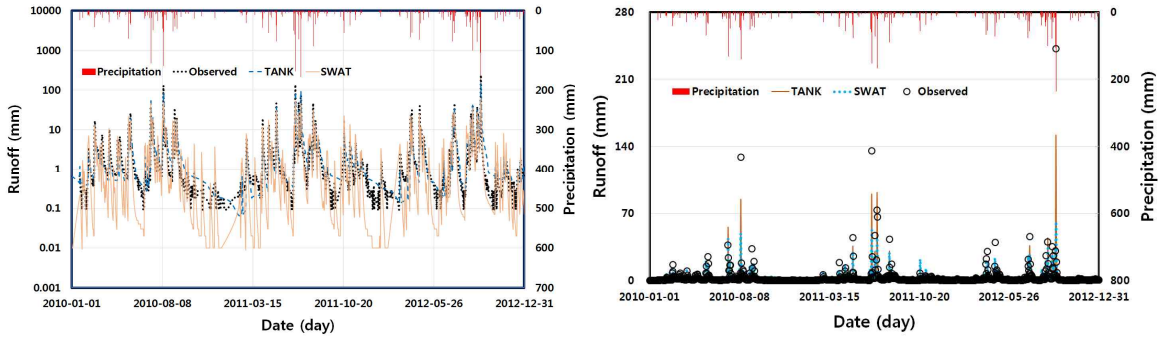 10000
1000
100
10
1
0.1
0.01
0.001
Runoff (mm)
Precipitation Observed TANK SWAT
0
100
200
300
400
500
600
700
Precipitation (mm)
2010-01-01 2010-08-08 2011-03-15 2011-10-20 2012-05-26 2012-12-31
Date (day)
280
210
140
70
0
Runoff (mm)
Precipitation TANK SWAT Observed
0
200
400
600
800
Precipitation (mm)
2010-01-01 2010-08-08 2011-03-15 2011-10-20 2012-05-26 2012-12-31
Date (day)